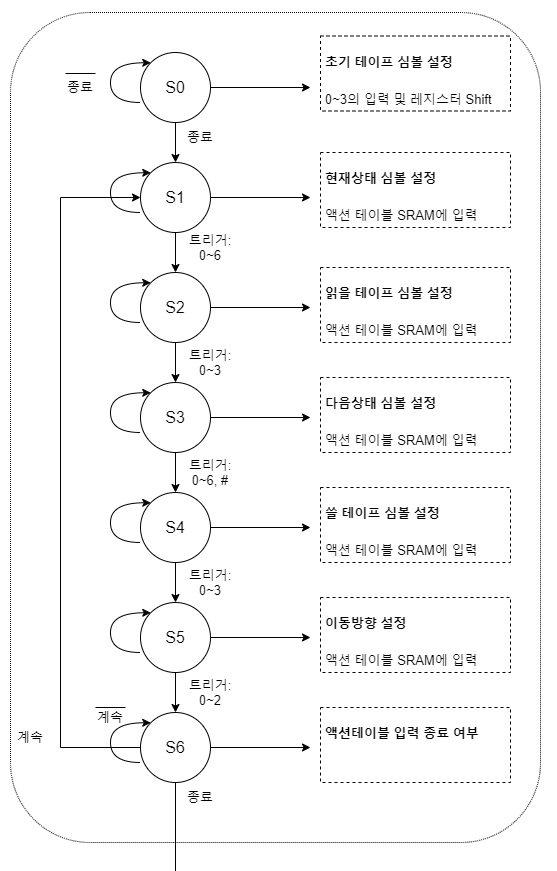 종료
S0
초기 테이프 심볼 설정
0~3의 입력 및 레지스터 Shift
종료
S1
현재상태 심볼 설정
액션 테이블 SRAM에 입력
트리거:
0~6
S2
읽을 테이프 심볼 설정
액션 테이블 SRAM에 입력
트리거:
0~3
S3
다음상태 심볼 설정
액션 테이블 SRAM에 입력
트리거:
0~6, #
S4
쓸 테이프 심볼 설정
액션 테이블 SRAM에 입력
트리거:
0~3
S5
이동방향 설정
액션 테이블 SRAM에 입력
트리거:
0~2
계속
계속
S6
액션테이블 입력 종료 여부
종료